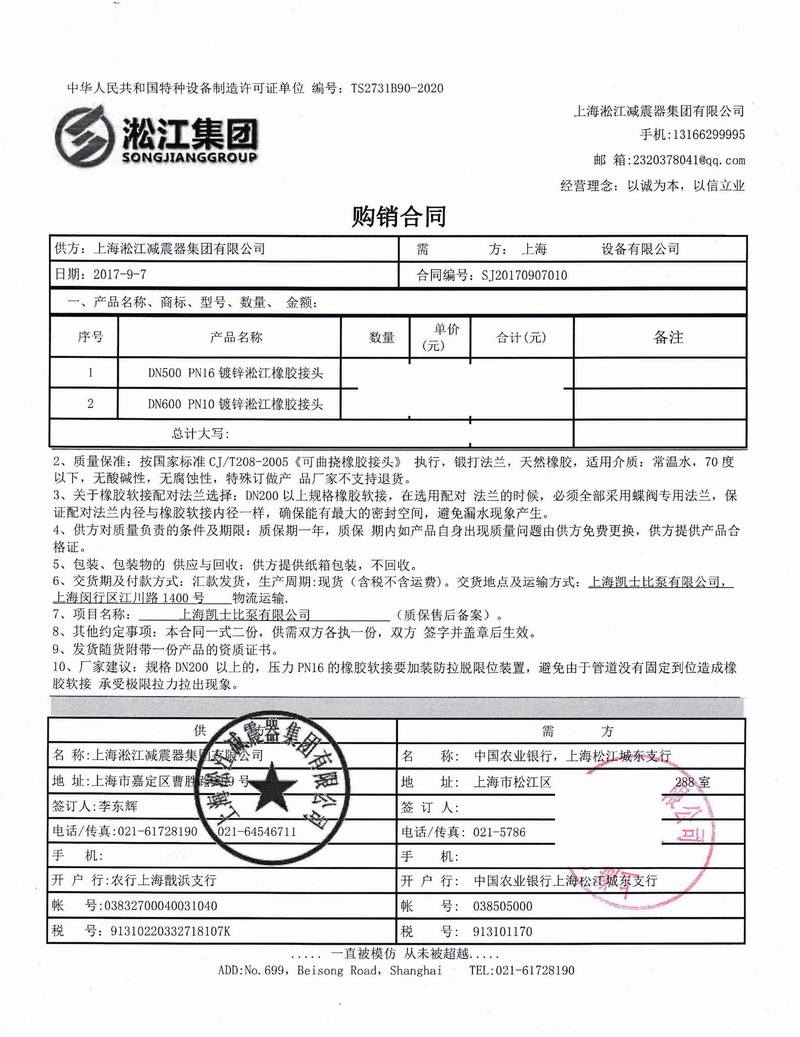 中华人民共和国特种设备制造许可证单位 编号：TS2731B90-2020
淞江集团
SONGJIANGGROUP
上海淞江减震器集团有限公司
手机:13166299995
邮 箱:2320378041@qq.com
经营理念：以诚为本，以信立业
购销合同
供方：上海淞江减震器集团有限公司 需 方：上海 设备有限公司
日期：2017-9-7 合同编号：SJ20170907010
一、产品名称、商标、型号、数量、 金额：
序号 产品名称 数量 单价(元) 合计(元) 备注
1 DN500 PN16 镀锌淞江橡胶接头
2 DN600 PN10 镀锌淞江橡胶接头
总计大写：
2、质量保准：按国家标准 CJ/T208-2005《可曲挠橡胶接头》 执行，锻打法兰，天然橡胶，适用介质：常温水，70 度
以下，无酸碱性，无腐蚀性，特殊订做产 品厂家不支持退货。
3、关于橡胶软接配对法兰选择：DN200 以上规格橡胶软接，在选用配对 法兰的时候，必须全部采用蝶阀专用法兰，保
证配对法兰内径与橡胶软接内径一样，确保能有最大的密封空间，避免漏水现象产生。
4、供方对质量负责的条件及期限：质保期一年，质保 期内如产品自身出现质量问题由供方免费更换，供方提供产品合
格证。
5、包装、包装物的 供应与回收：供方提供纸箱包装，不回收。
6、交货期及付款方式：汇款发货，生产周期:现货（含税不含运费）。交货地点及运输方式：上海凯士比泵有限公司，
上海闵行区江川路 1400 号 物流运输.
7、项目名称： 上海凯士比泵有限公司 （质保售后备案）。
8、其他约定事项：本合同一式二份，供需双方各执一份，双方 签字并盖章后生效。
9、发货随货附带一份产品的资质证书。
10、厂家建议：规格 DN200 以上的，压力 PN16 的橡胶软接要加装防拉脱限位装置，避免由于管道没有固定到位造成橡
胶软接 承受极限拉力拉出现象。
供 方 需 方
名 称:上海淞江减震器集团有限公司 名 称: 中国农业银行，上海松江城东支行
地 址:上海市嘉定区曹胜路 号 地 址: 上海市松江区 288 室
签订人:李东辉 签 订 人:
电话/传真:021-61728190 021-64546711 电话/传真: 021-5786
手 机: 手 机:
开 户 行:农行上海戬浜支行 开 户 行: 中国农业银行上海松江城东支行
帐 号:03832700040031040 帐 号: 038505000
税 号: 91310220332718107K 税 号: 913101170
上海淞江减震器集团有限公司
限公司
上
..... 一直被模仿 从未被超越.....
ADD:No.699，Beisong Road，Shanghai TEL:021-61728190